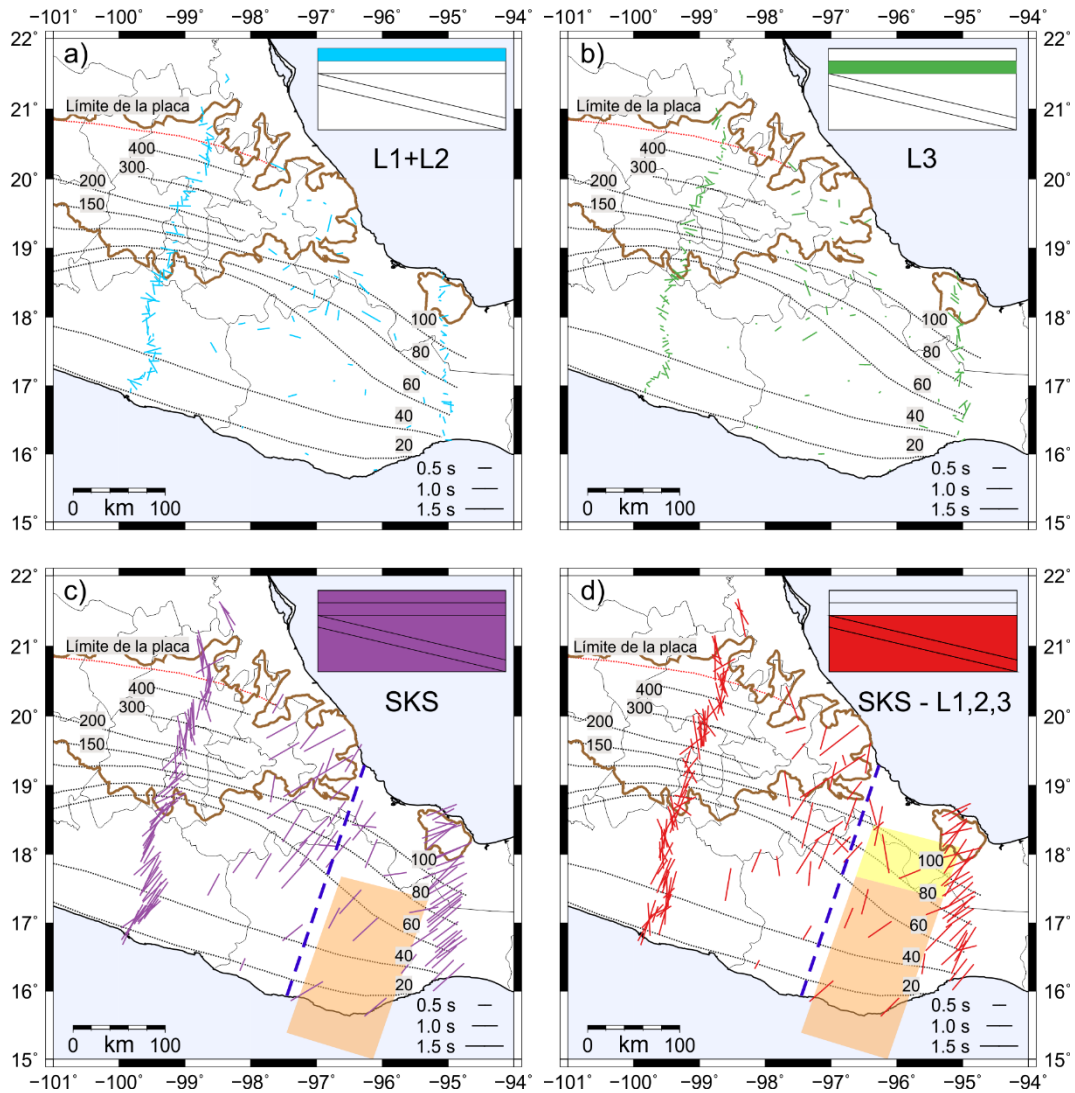 −101 −100 −99 −98 −97 −96 −95 −94
−101 −100 −99 −98 −97 −96 −95 −94
22˚
21˚
20˚
19˚
18˚
17˚
16˚
15˚
a)
Límite de la placa
400
300
200
150
L1+L2
100
80
60
40
20
0.5 s
1.0 s
1.5 s
0 100
km
b)
Límite de la placa
400
300
200
150
L3
100
80
60
40
20
0.5 s
1.0 s
1.5 s
0 100
km
22˚
21˚
20˚
19˚
18˚
17˚
16˚
15˚
22˚
21˚
20˚
19˚
18˚
17˚
16˚
15˚
c)
Límite de la placa
400
300
200
150
SKS
100
80
60
40
20
0.5 s
1.0 s
1.5 s
0 100
km
d)
Límite de la placa
400
300
200
150
SKS - L1,2,3
100
80
60
40
20
0.5 s
1.0 s
1.5 s
0 100
km
22˚
21˚
20˚
19˚
18˚
17˚
16˚
15˚
−101 −100 −99 −98 −97 −96 −95 −94
−101 −100 −99 −98 −97 −96 −95 −94